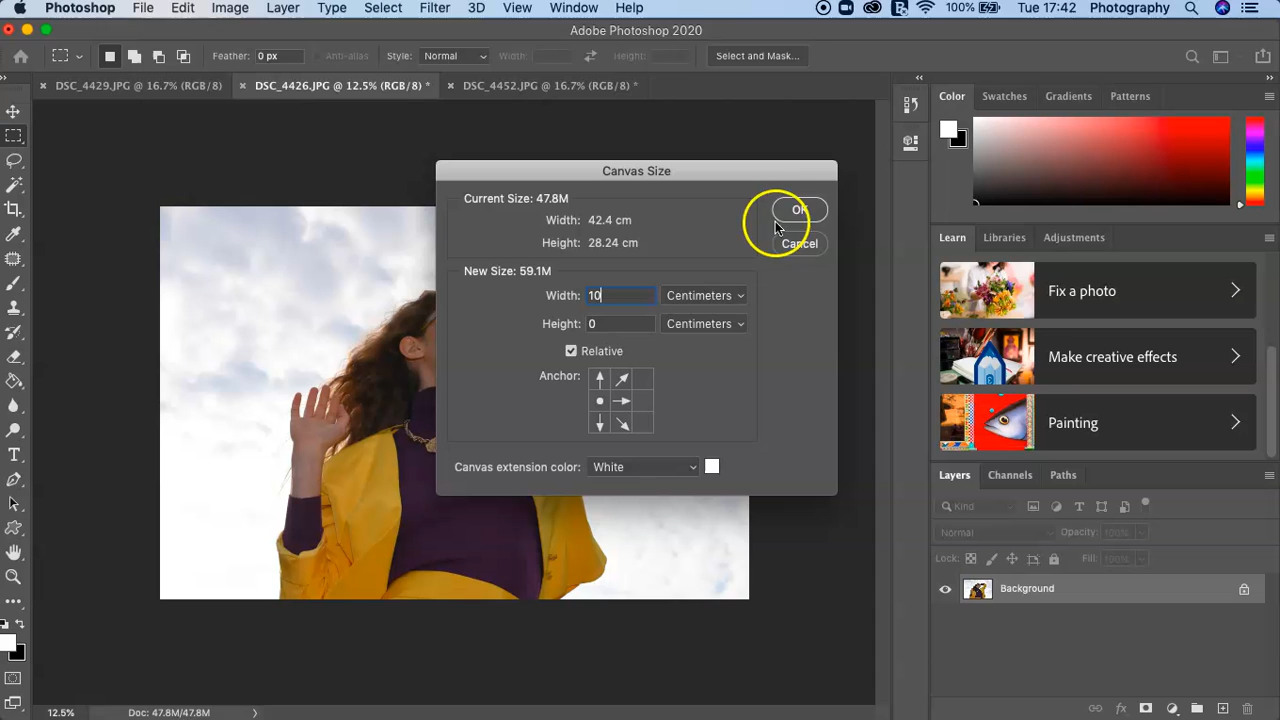 Photoshop File Edit Image Layer Type Select Filter 3D View Window Help 100% Tue 17:42 Photography
Adobe Photoshop 2020
Feather: 0 px Anti-alias Style: Normal Width: Height: Select and Mask...
DSC_4429.JPG @ 16.7% (RGB/8) DSC_4426.JPG @ 12.5% (RGB/8) * DSC_4452.JPG @ 16.7% (RGB/8) *
Color Swatches Gradients Patterns
Canvas Size
Current Size: 47.8M
Width: 42.4 cm
Height: 28.24 cm
OK
Cancel
New Size: 59.1M
Width: 10 Centimeters
Height: 0 Centimeters
Relative
Anchor:
Canvas extension color: White
Learn Libraries Adjustments
Fix a photo
Make creative effects
Painting
Layers Channels Paths
Kind
Normal Opacity: 100%
Lock: Fill: 100%
Background
12.5% Doc: 47.8M/47.8M